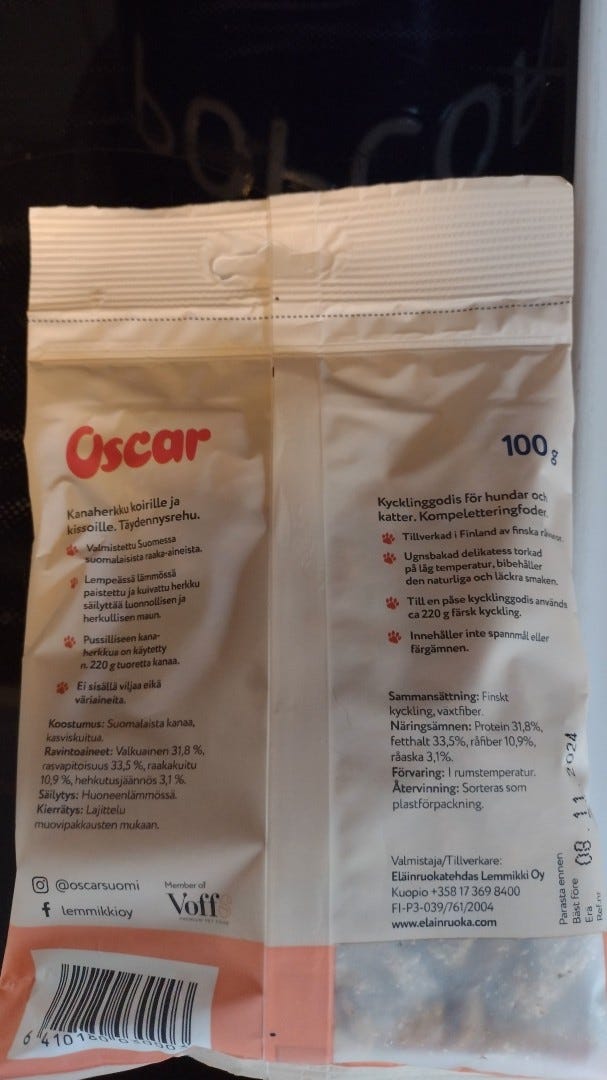 Oscar
Kanaherkku koirille ja
kissoille. Täydennysrehu.
Valmistettu Suomessa
suomalaisista raaka-aineista.
Lempeässä lämmössä
paistettu ja kuivattu herkku
säilyttää luonnollisen ja
herkullisen maun.
Pussilliseen kana-
herkkua on käytetty
n. 220 g tuoretta kanaa.
Ei sisällä viljaa eikä
väriaineita.
Koostumus: Suomalaista kanaa,
kasviskuitua.
Ravintoaineet: Valkuainen 31,8 %,
rasvapitoisuus 33,5 %, raakakuitu
10,9 %, hehkutusjäännös 3,1 %.
Säilytys: Huoneenlämmössä.
Kierrätys: Lajittelu
muovipakkausten mukaan.
@oscarsuomi
lemmikkioy
Member of
Voffs
PREMIUM PET FOOD
100 g
Kycklinggodis för hundar och
katter. Kompeletteringfoder.
Tillverkad i Finland av finska
Ugnsbakad delikatess torkad
på låg temperatur, bibehåller
den naturliga och läckra smaken.
Till en påse kycklinggodis används
ca 220 g färsk kyckling.
Innehåller inte spannmål eller
färgämnen.
Sammansättning: Finskt
kyckling, vaxtfiber.
Näringsämnen: Protein 31,8%,
fetthalt 33,5%, råfiber 10,9%,
råaska 3,1%.
Förvaring: I rumstemperatur.
Återvinning: Sorteras som
plastförpackning.
Valmistaja/Tillverkare:
Eläinruokatehdas Lemmikki Oy
Kuopio +358 17 369 8400
FI-P3-039/761/2004
www.elainruoka.com
Parasta ennen
Bäst före
08.11.2024
Erä